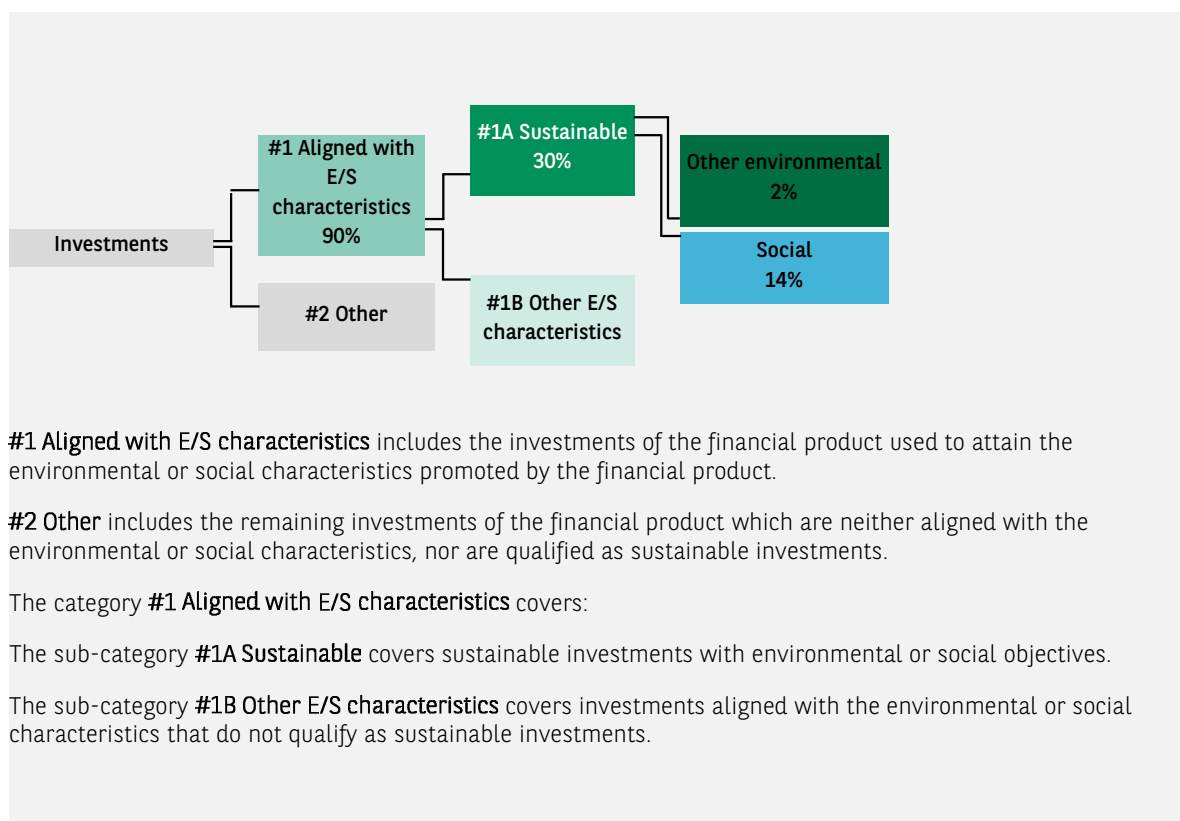 #1A Sustainable
30%
#1 Aligned with
E/S
characteristics
90%
Other environmental
2%
Investments
Social
14%
#2 Other
#1B Other E/S
characteristics
#1 Aligned with E/S characteristics includes the investments of the financial product used to attain the
environmental or social characteristics promoted by the financial product.
#2 Other includes the remaining investments of the financial product which are neither aligned with the
environmental or social characteristics, nor are qualified as sustainable investments.
The category #1 Aligned with E/S characteristics covers:
The sub-category #1A Sustainable covers sustainable investments with environmental or social objectives.
The sub-category #1B Other E/S characteristics covers investments aligned with the environmental or social
characteristics that do not qualify as sustainable investments.